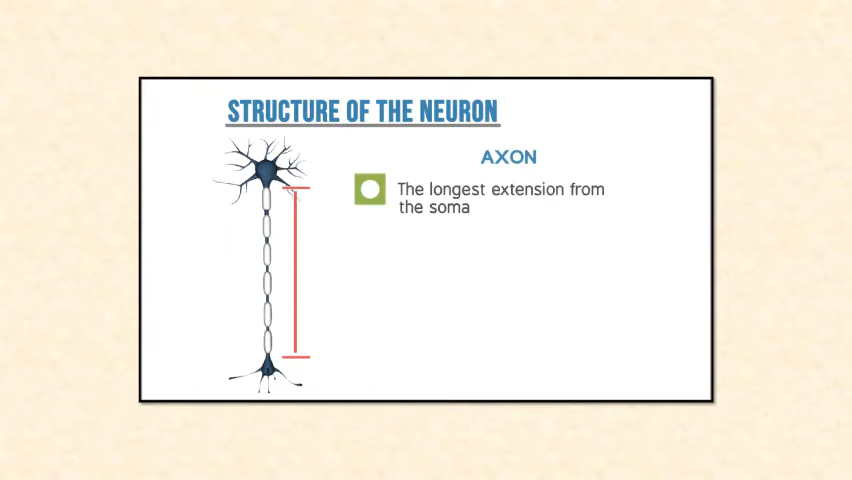 STRUCTURE OF THE NEURON
AXON
The longest extension from
the soma